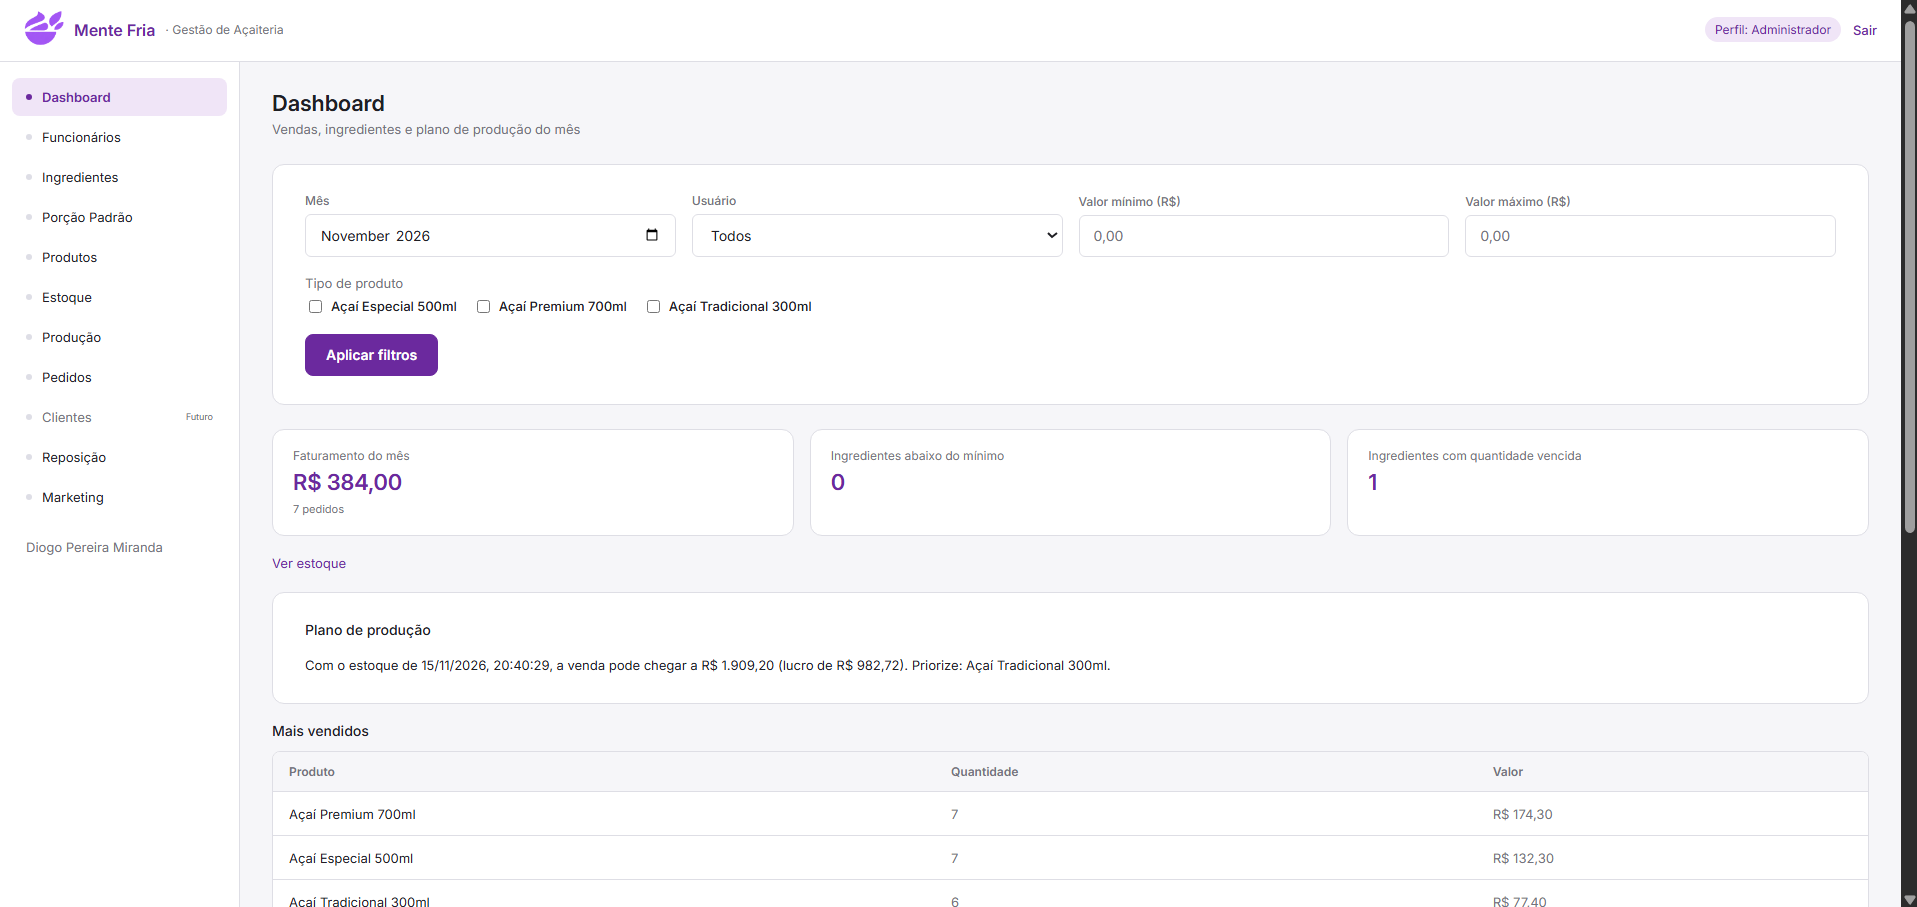 Mente Fria · Gestão de Açaiteria
Perfil: Administrador Sair
Dashboard
Funcionários
Ingredientes
Porção Padrão
Produtos
Estoque
Produção
Pedidos
Clientes Futuro
Reposição
Marketing
Diogo Pereira Miranda
Dashboard
Vendas, ingredientes e plano de produção do mês
Mês Usuário Valor mínimo (R$) Valor máximo (R$)
November 2026 Todos 0,00 0,00
Tipo de produto
Açaí Especial 500ml Açaí Premium 700ml Açaí Tradicional 300ml
Aplicar filtros
Faturamento do mês
R$ 384,00
7 pedidos
Ingredientes abaixo do mínimo
0
Ingredientes com quantidade vencida
1
Ver estoque
Plano de produção
Com o estoque de 15/11/2026, 20:40:29, a venda pode chegar a R$ 1.909,20 (lucro de R$ 982,72). Priorize: Açaí Tradicional 300ml.
Mais vendidos
Produto Quantidade Valor
Açaí Premium 700ml 7 R$ 174,30
Açaí Especial 500ml 7 R$ 132,30
Açaí Tradicional 300ml 6 R$ 77,40